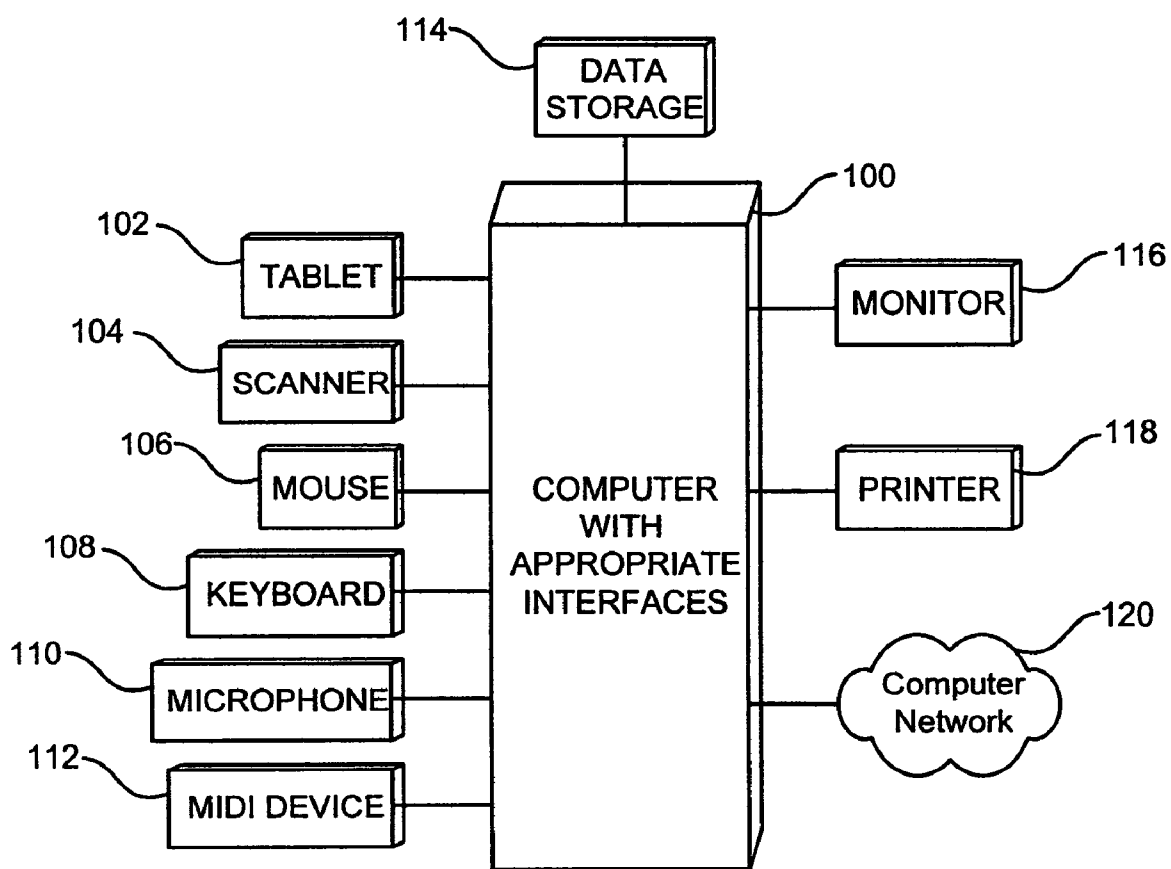 114
DATA
STORAGE
100
102
TABLET
116
MONITOR
104
SCANNER
106
MOUSE
118
PRINTER
COMPUTER
WITH
APPROPRIATE
INTERFACES
108
KEYBOARD
110
MICROPHONE
120
Computer
Network
112
MIDI DEVICE